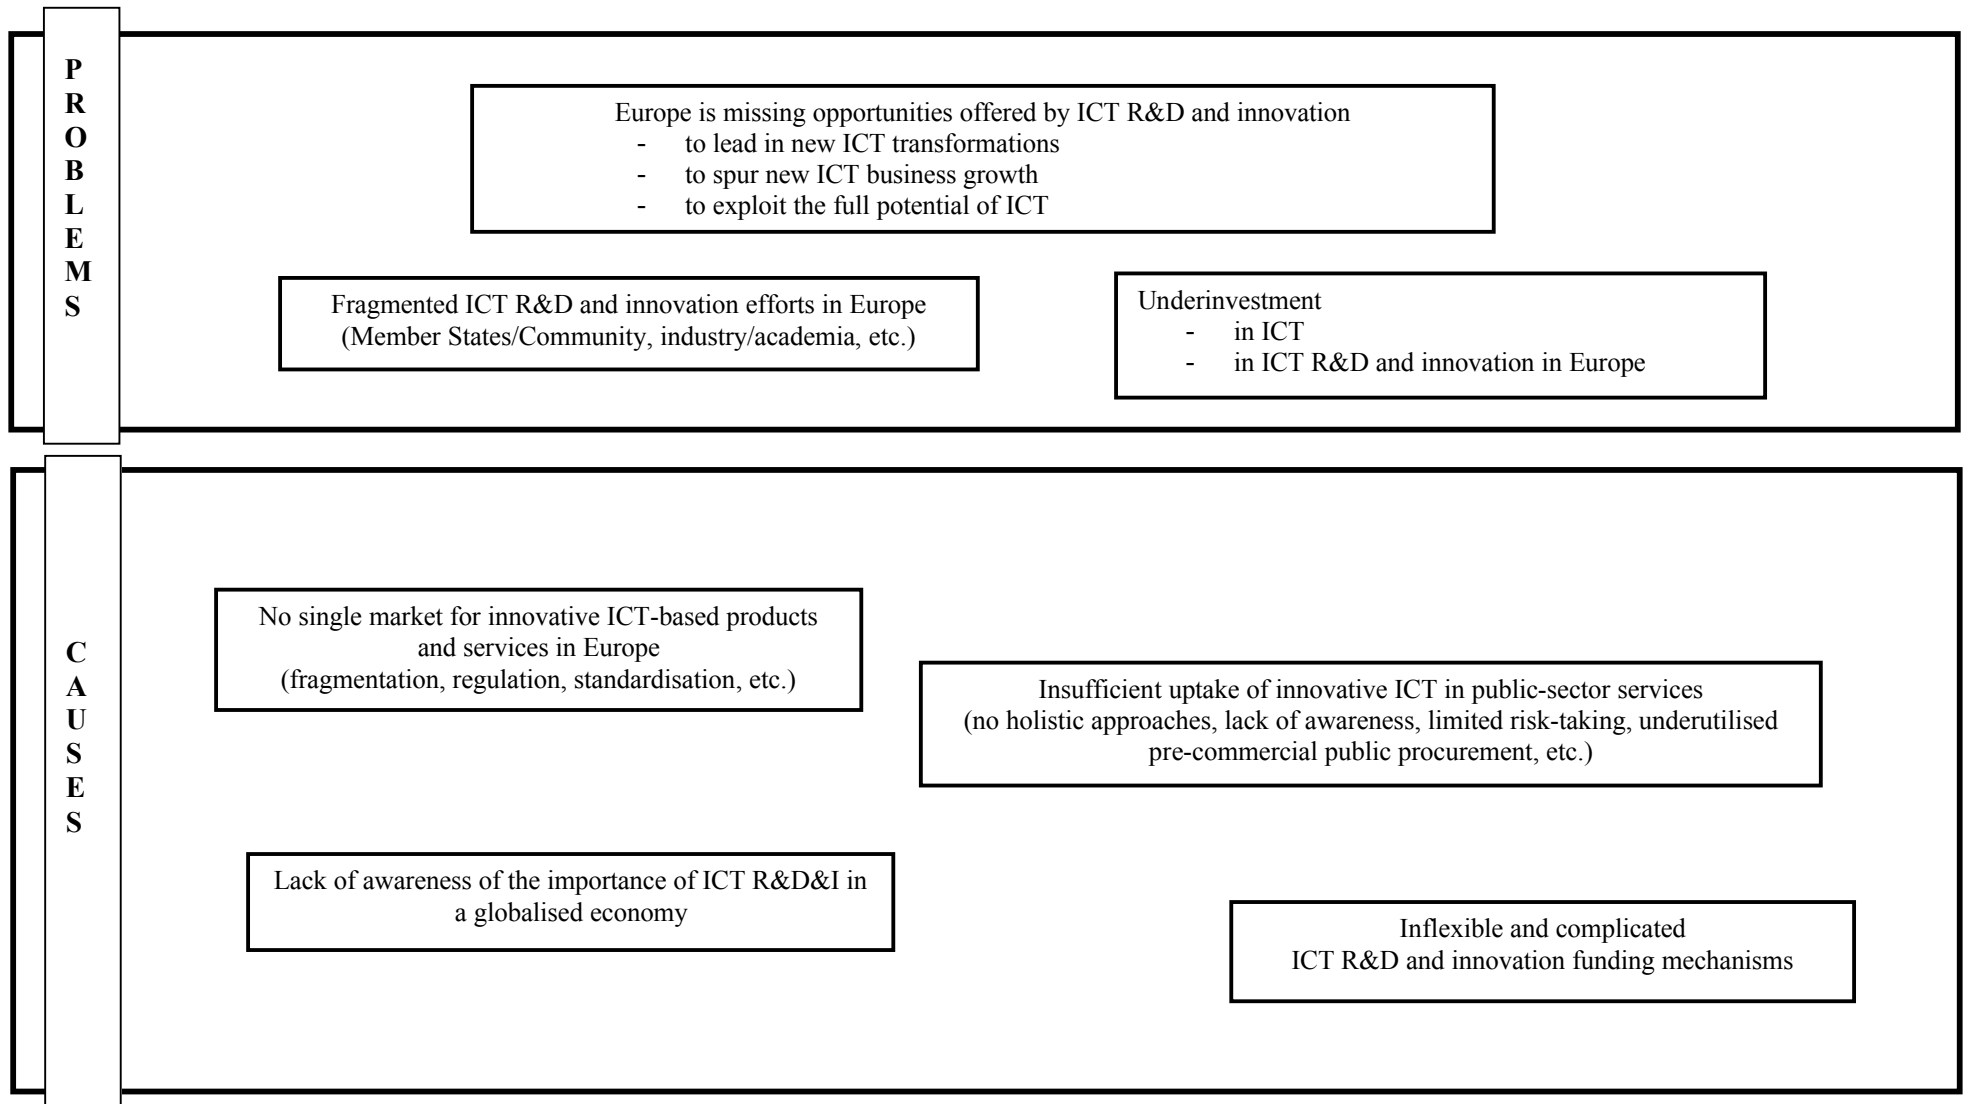 P
R
O
B
L
E
M
S
Europe is missing opportunities offered by ICT R&D and innovation
- to lead in new ICT transformations
- to spur new ICT business growth
- to exploit the full potential of ICT
Fragmented ICT R&D and innovation efforts in Europe
(Member States/Community, industry/academia, etc.)
Underinvestment
- in ICT
- in ICT R&D and innovation in Europe
C
A
U
S
E
S
No single market for innovative ICT-based products
and services in Europe
(fragmentation, regulation, standardisation, etc.)
Insufficient uptake of innovative ICT in public-sector services
(no holistic approaches, lack of awareness, limited risk-taking, underutilised
pre-commercial public procurement, etc.)
Lack of awareness of the importance of ICT R&D&I in
a globalised economy
Inflexible and complicated
ICT R&D and innovation funding mechanisms